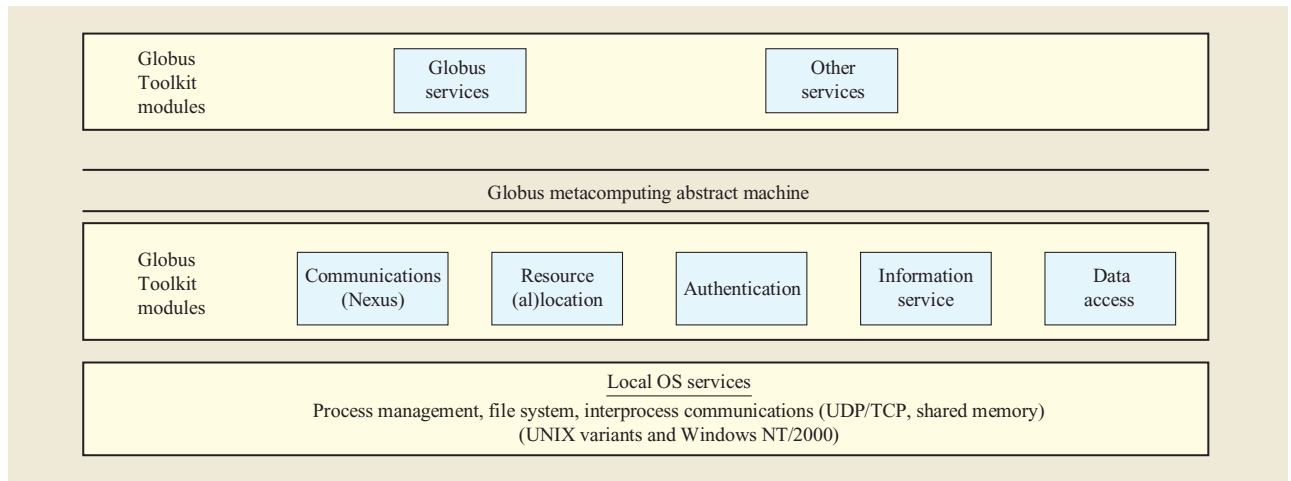 Globus
Toolkit
modules
Globus
services
Other
services
Globus metacomputing abstract machine
Globus
Toolkit
modules
Communications
(Nexus)
Resource
(al)location
Authentication
Information
service
Data
access
Local OS services
Process management, file system, interprocess communications (UDP/TCP, shared memory)
(UNIX variants and Windows NT/2000)